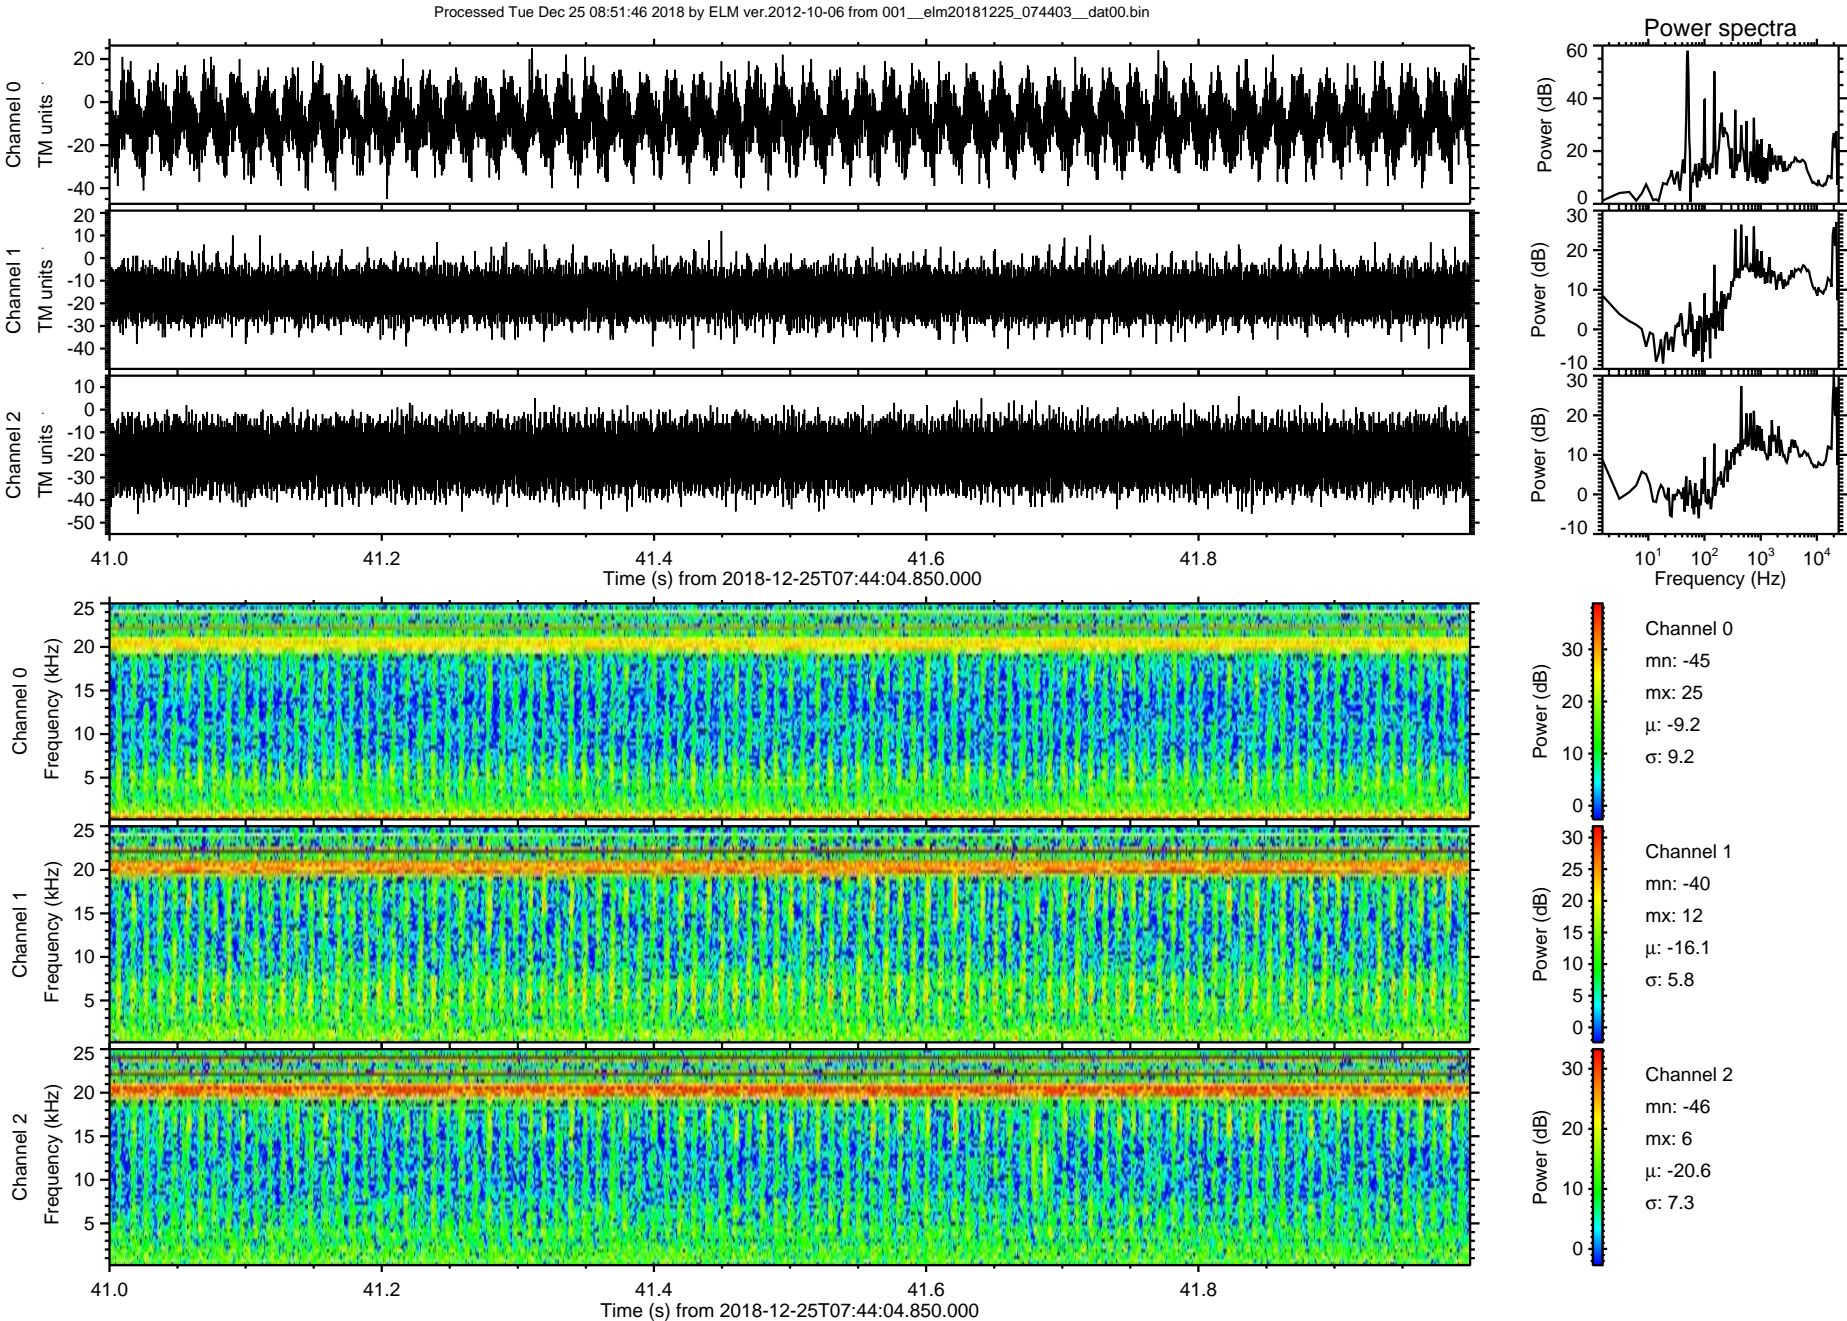 Processed Tue Dec 25 08:51:46 2018 by ELM ver.2012-10-06 from 001__elm20181225_074403__dat00.bin
Power spectra
Channel 0
TM units
20
0
-20
-40
Power (dB)
60
40
20
0
Channel 1
TM units
20
10
0
-10
-20
-30
-40
Power (dB)
30
20
10
0
-10
Channel 2
TM units
10
0
-10
-20
-30
-40
-50
Power (dB)
30
20
10
0
-10
41.0 41.2 41.4 41.6 41.8
Time (s) from 2018-12-25T07:44:04.850.000
10¹ 10² 10³ 10⁴
Frequency (Hz)
Channel 0
Frequency (kHz)
25
20
15
10
5
Power (dB)
30
20
10
0
Channel 0
mn: -45
mx: 25
μ: -9.2
σ: 9.2
Channel 1
Frequency (kHz)
25
20
15
10
5
Power (dB)
30
25
20
15
10
5
0
Channel 1
mn: -40
mx: 12
μ: -16.1
σ: 5.8
Channel 2
Frequency (kHz)
25
20
15
10
5
Power (dB)
30
20
10
0
Channel 2
mn: -46
mx: 6
μ: -20.6
σ: 7.3
41.0 41.2 41.4 41.6 41.8
Time (s) from 2018-12-25T07:44:04.850.000